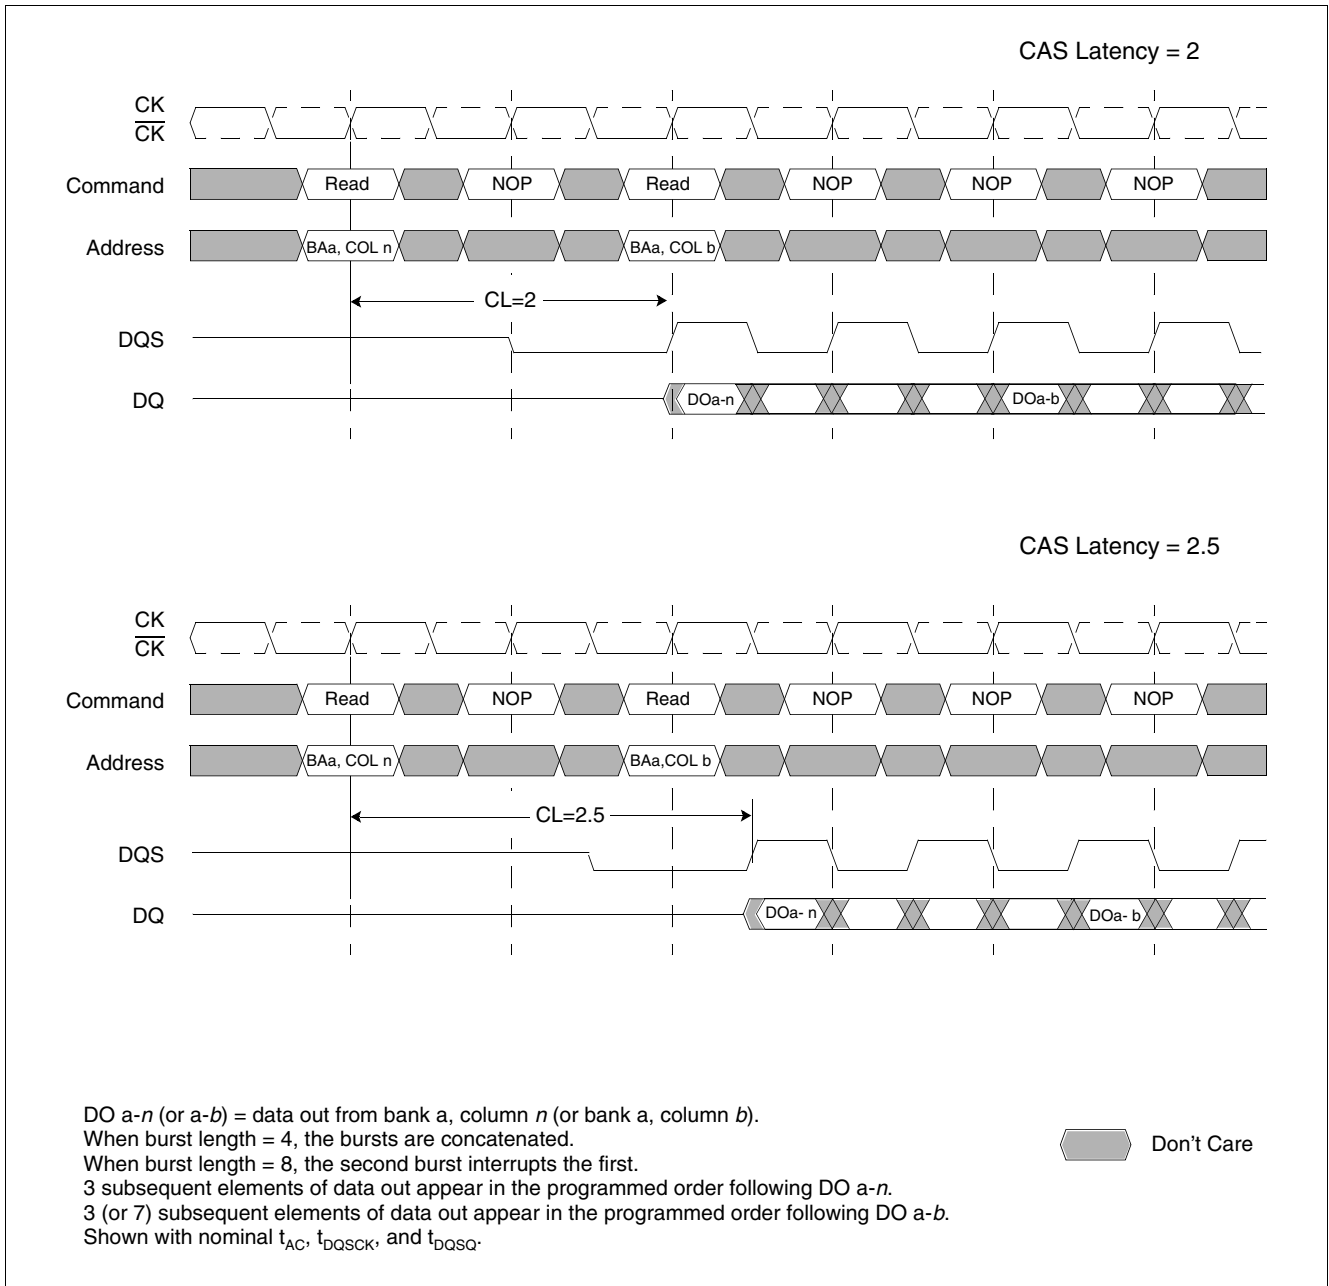 CAS Latency = 2
CK
CK
Command Read NOP Read NOP NOP NOP
Address BAa, COL n BAa, COL b
CL=2
DQS
DQ DOa-n DOa-b
CAS Latency = 2.5
CK
CK
Command Read NOP Read NOP NOP NOP
Address BAa, COL n BAa,COL b
CL=2.5
DQS
DQ DOa- n DOa- b
DO a-n (or a-b) = data out from bank a, column n (or bank a, column b).
When burst length = 4, the bursts are concatenated.
When burst length = 8, the second burst interrupts the first.
3 subsequent elements of data out appear in the programmed order following DO a-n.
3 (or 7) subsequent elements of data out appear in the programmed order following DO a-b.
Shown with nominal tAC, tDQSCK, and tDQSQ.
Don't Care